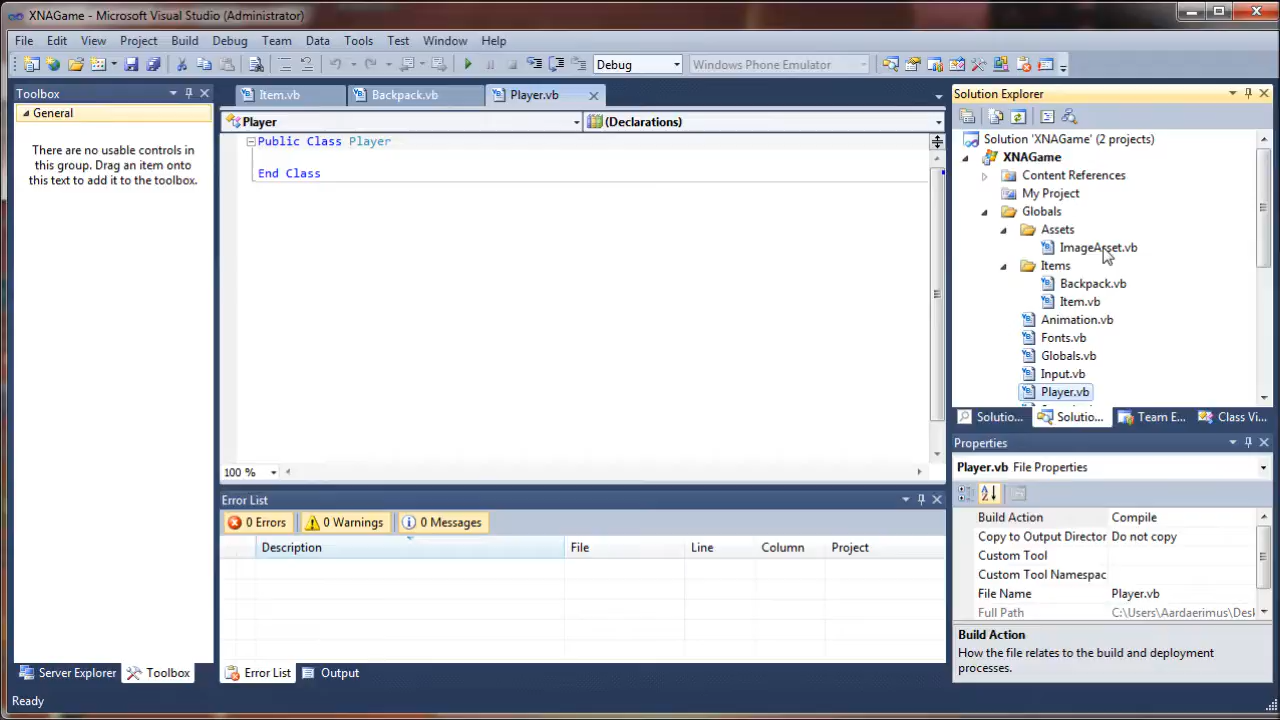 XNAGame - Microsoft Visual Studio (Administrator)
File Edit View Project Build Debug Team Data Tools Test Window Help
Debug Windows Phone Emulator
Toolbox
General
There are no usable controls in
this group. Drag an item onto
this text to add it to the toolbox.
Server Explorer Toolbox
Item.vb Backpack.vb Player.vb
Player (Declarations)
Public Class Player
End Class
100 %
Error List
0 Errors 0 Warnings 0 Messages
Description File Line Column Project
Error List Output
Solution Explorer
Solution 'XNAGame' (2 projects)
XNAGame
Content References
My Project
Globals
Assets
ImageAsset.vb
Items
Backpack.vb
Item.vb
Animation.vb
Fonts.vb
Globals.vb
Input.vb
Player.vb
Solutio... Solutio... Team E... Class Vi...
Properties
Player.vb File Properties
Build Action Compile
Copy to Output Director Do not copy
Custom Tool
Custom Tool Namespac
File Name Player.vb
Full Path C:\Users\Aardaerimus\Desk
Build Action
How the file relates to the build and deployment
processes.
Ready